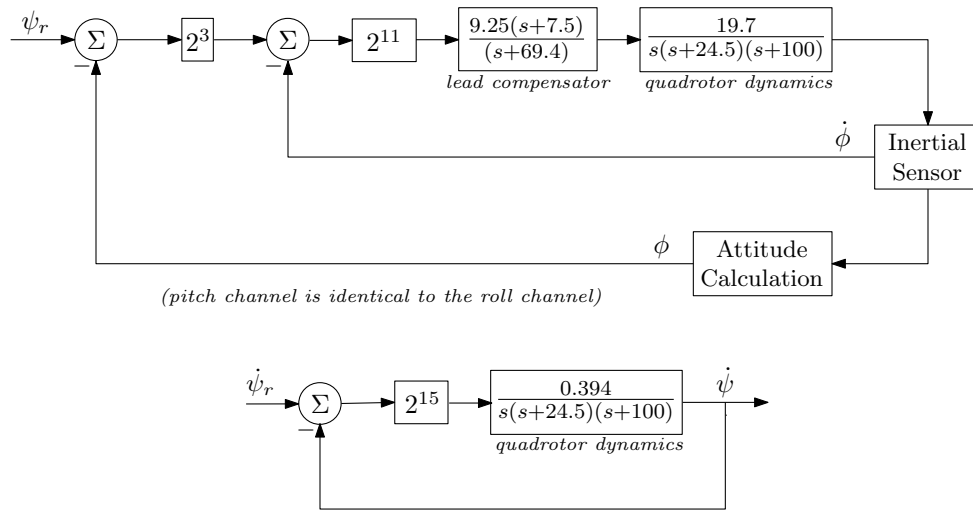 ψ_r Σ − 2^3 Σ − 2^11 9.25(s+7.5)/(s+69.4) 19.7/s(s+24.5)(s+100)
lead compensator quadrotor dynamics
φ̇ Inertial
Sensor
φ Attitude
Calculation
(pitch channel is identical to the roll channel)
ψ̇_r Σ − 2^15 0.394/s(s+24.5)(s+100) ψ̇
quadrotor dynamics